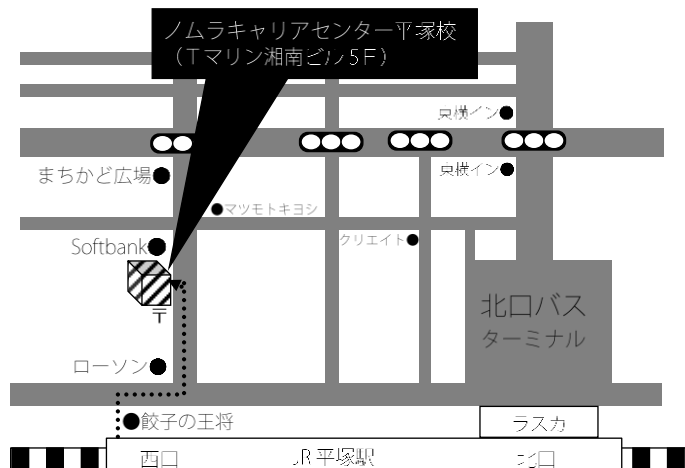 ノムラキャリアセンター平塚校
（Tマリン湘南ビル5F）
東横イン
まちかど広場
東横イン
マツモトキヨシ
クリエイト
Softbank
〒
北口バス
ターミナル
ローソン
餃子の王将
ラスカ
西口
JR平塚駅
北口